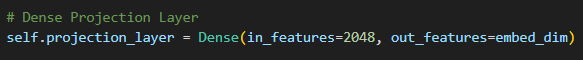 # Dense Projection Layer
self.projection_layer = Dense(in_features=2048, out_features=embed_dim)